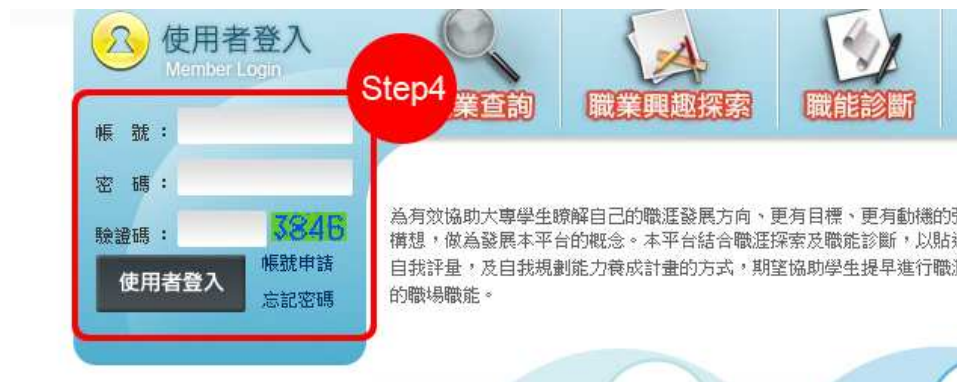 使用者登入
Member Login
Step4
業查詢
職業興趣探索
職能診斷
帳 號：
密 碼：
驗證碼：
3846
使用者登入
帳號申請
忘記密碼
為有效協助大專學生瞭解自己的職涯發展方向、更有目標、更有動機的
構想，做為發展本平台的概念。本平台結合職涯探索及職能診斷，以貼
自我評量，及自我規劃能力養成計畫的方式，期望協助學生提早進行職
的職場職能。